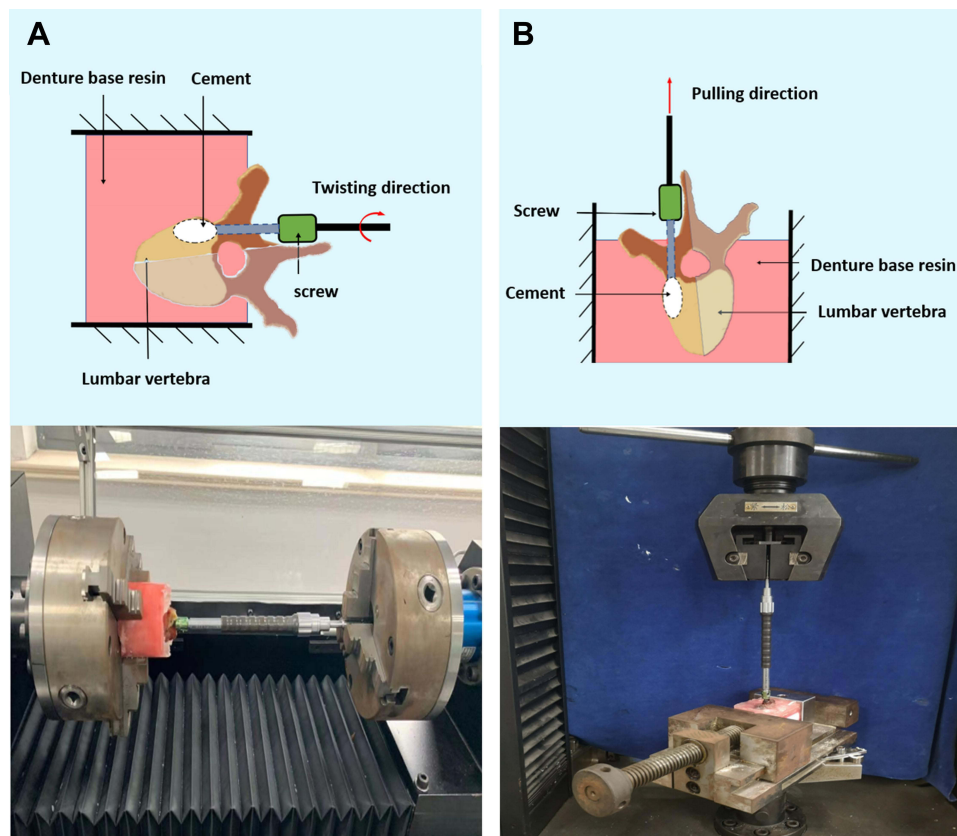 A
Denture base resin
Cement
Twisting direction
screw
Lumbar vertebra
B
Pulling direction
Screw
Denture base resin
Cement
Lumbar vertebra